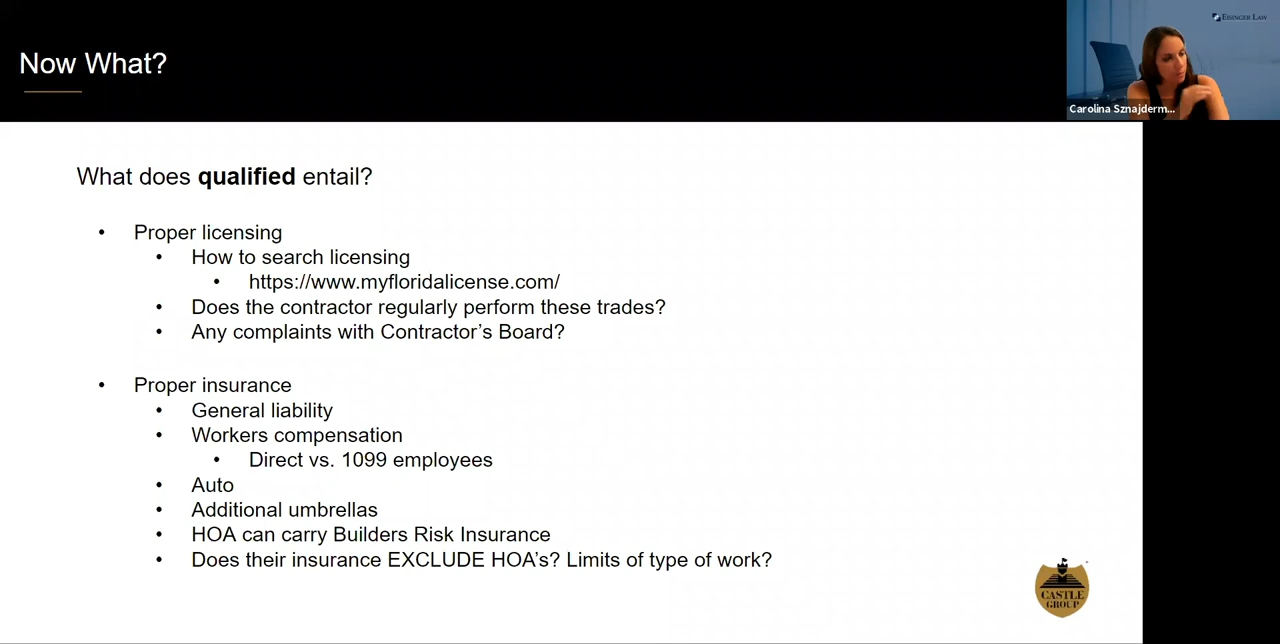 Now What?
EISINGER LAW
Carolina Sznajderm...
What does qualified entail?
• Proper licensing
• How to search licensing
• https://www.myfloridalicense.com/
• Does the contractor regularly perform these trades?
• Any complaints with Contractor's Board?
• Proper insurance
• General liability
• Workers compensation
• Direct vs. 1099 employees
• Auto
• Additional umbrellas
• HOA can carry Builders Risk Insurance
• Does their insurance EXCLUDE HOA's? Limits of type of work?
CASTLE
GROUP